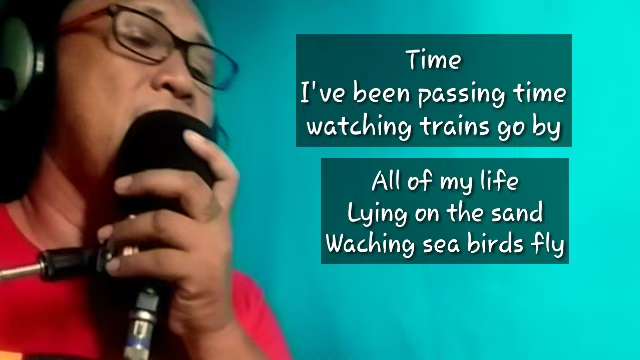 Time
I've been passing time
watching trains go by
All of my life
Lying on the sand
Waching sea birds fly